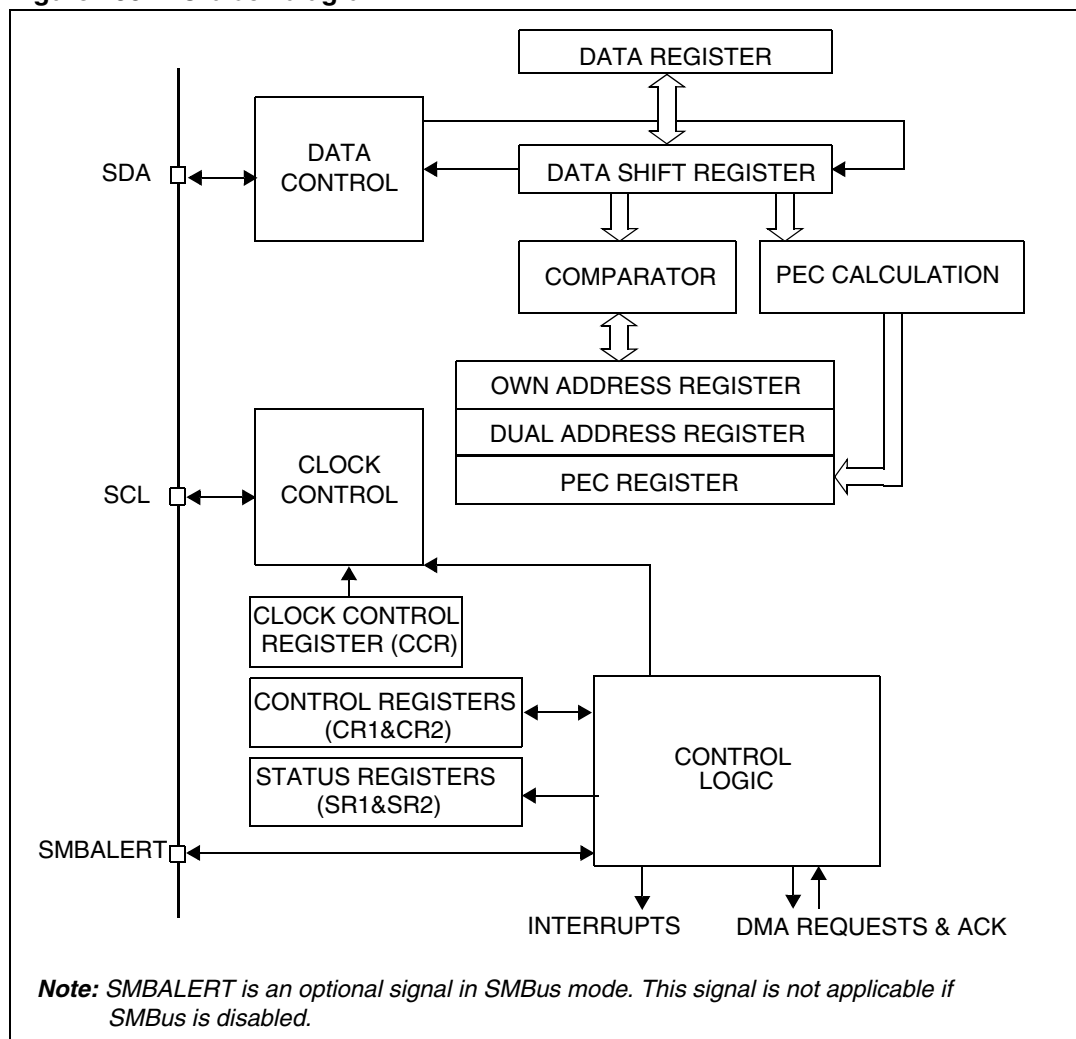 DATA REGISTER
DATA
CONTROL
SDA
DATA SHIFT REGISTER
COMPARATOR
PEC CALCULATION
OWN ADDRESS REGISTER
DUAL ADDRESS REGISTER
PEC REGISTER
CLOCK
CONTROL
SCL
CLOCK CONTROL
REGISTER (CCR)
CONTROL REGISTERS
(CR1&CR2)
STATUS REGISTERS
(SR1&SR2)
CONTROL
LOGIC
SMBALERT
INTERRUPTS
DMA REQUESTS & ACK
Note: SMBALERT is an optional signal in SMBus mode. This signal is not applicable if
SMBus is disabled.